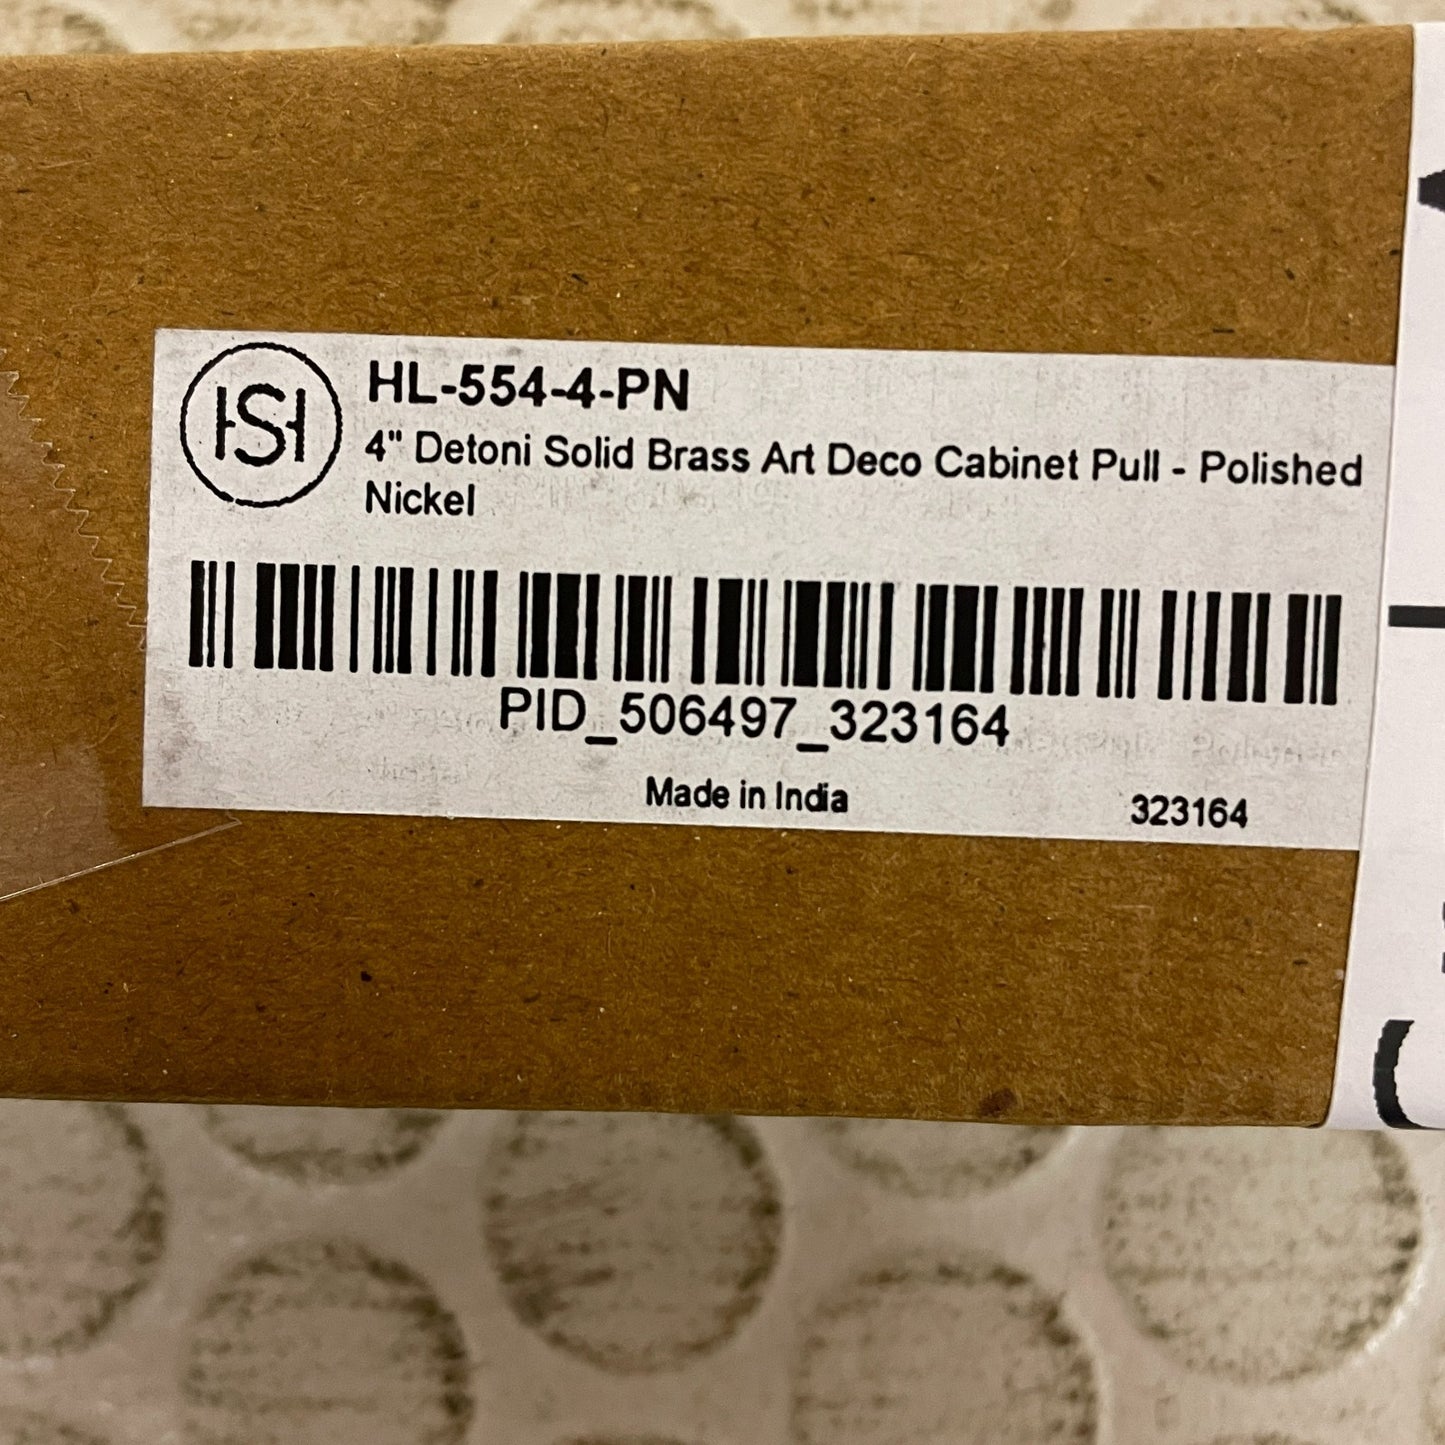 HSH
HL-554-4-PN
4" Detoni Solid Brass Art Deco Cabinet Pull - Polished
Nickel
PID_506497_323164
Made in India
323164